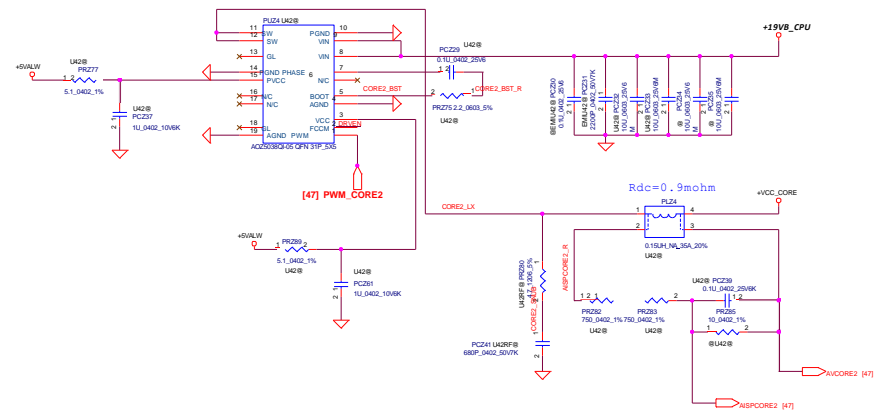 PUZ4 U42@
11
SW
12
SW
13
GL
14
PGND PHASE
15
PVCC
16
N/C
17
N/C
18
GL
19
AGND PWM
PGND
10
9
VIN
VIN
8
7
6
N/C
BOOT
5
AGND
4
VCC
3
FCCM
2
DRVEN
AOZ5038QI-05 QFN 31P_5X5
[47] PWM_CORE2
+5VALW
U42@
PRZ77
1 2
5.1_0402_1%
U42@
PCZ37
1U_0402_10V6K
U42@
PCZ29
0.1U_0402_25V6
1 2
CORE2_BST
CORE2_BST_R
2 1
PRZ75 2.2_0603_5%
U42@
+19VB_CPU
@EMIU42@ PCZ30
0.1U_0402_25V6
EMIU42@ PCZ31
2200P_0402_50V7K
U42@ PCZ32
10U_0603_25V6
M
U42@ PCZ33
10U_0603_25V6M
@ PCZ34
10U_0603_25V6
M
@ PCZ35
10U_0603_25V6M
Rdc=0.9mohm
PLZ4
+VCC_CORE
1 4
2 3
0.15UH_NA_35A_20%
U42@
CORE2_LX
+5VALW
PRZ89
1 2
5.1_0402_1%
U42@
U42@
PCZ61
1U_0402_10V6K
U42RF@ PRZ80
4.7_1206_5%
CORE2_SNUB
PCZ41 U42RF@
680P_0402_50V7K
AISPCORE2_R
1 2
PRZ82
750_0402_1%
U42@
1 2
PRZ83
750_0402_1%
U42@
U42@ PCZ39
0.1U_0402_25V6K
1 2
PRZ85
10_0402_1%
@U42@
AVCORE2 [47]
AISPCORE2 [47]